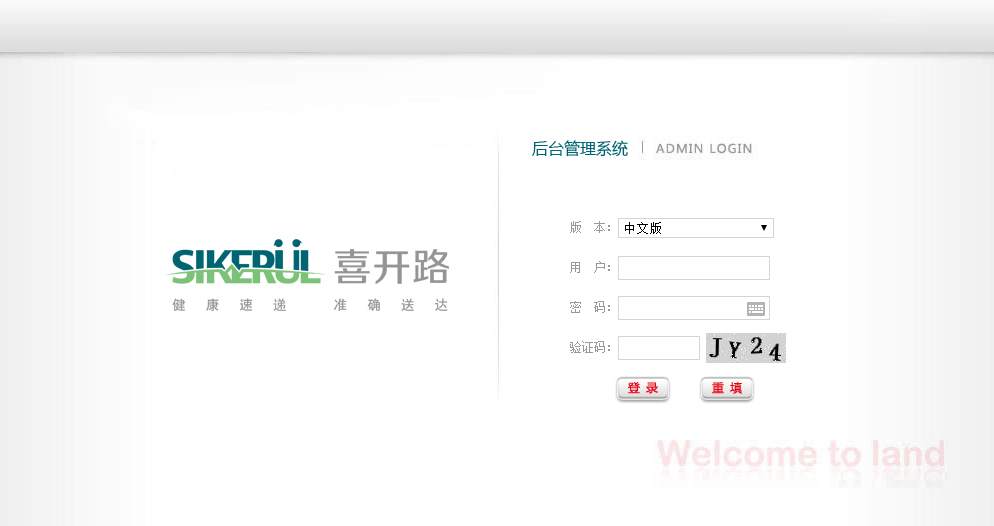 后台管理系统 | ADMIN LOGIN
版 本: 中文版
用 户:
密 码:
验证码: JY24
登 录 重 填
SIKERUL 喜开路
健 康 速 递 准 确 送 达
Welcome to land